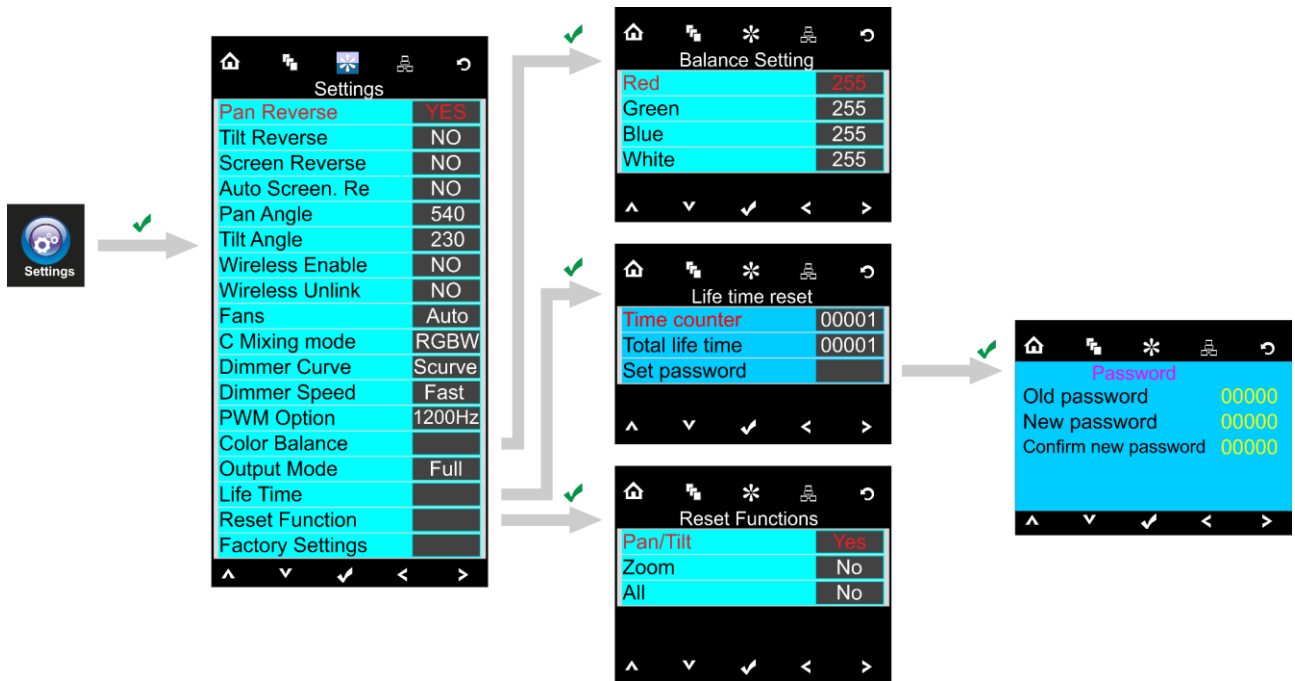 Settings
Settings
Pan Reverse YES
Tilt Reverse NO
Screen Reverse NO
Auto Screen. Re NO
Pan Angle 540
Tilt Angle 230
Wireless Enable NO
Wireless Unlink NO
Fans Auto
C Mixing mode RGBW
Dimmer Curve Scurve
Dimmer Speed Fast
PWM Option 1200Hz
Color Balance
Output Mode Full
Life Time
Reset Function
Factory Settings
Balance Setting
Red 255
Green 255
Blue 255
White 255
Life time reset
Time counter 00001
Total life time 00001
Set password
Reset Functions
Pan/Tilt Yes
Zoom No
All No
Password
Old password 00000
New password 00000
Confirm new password 00000